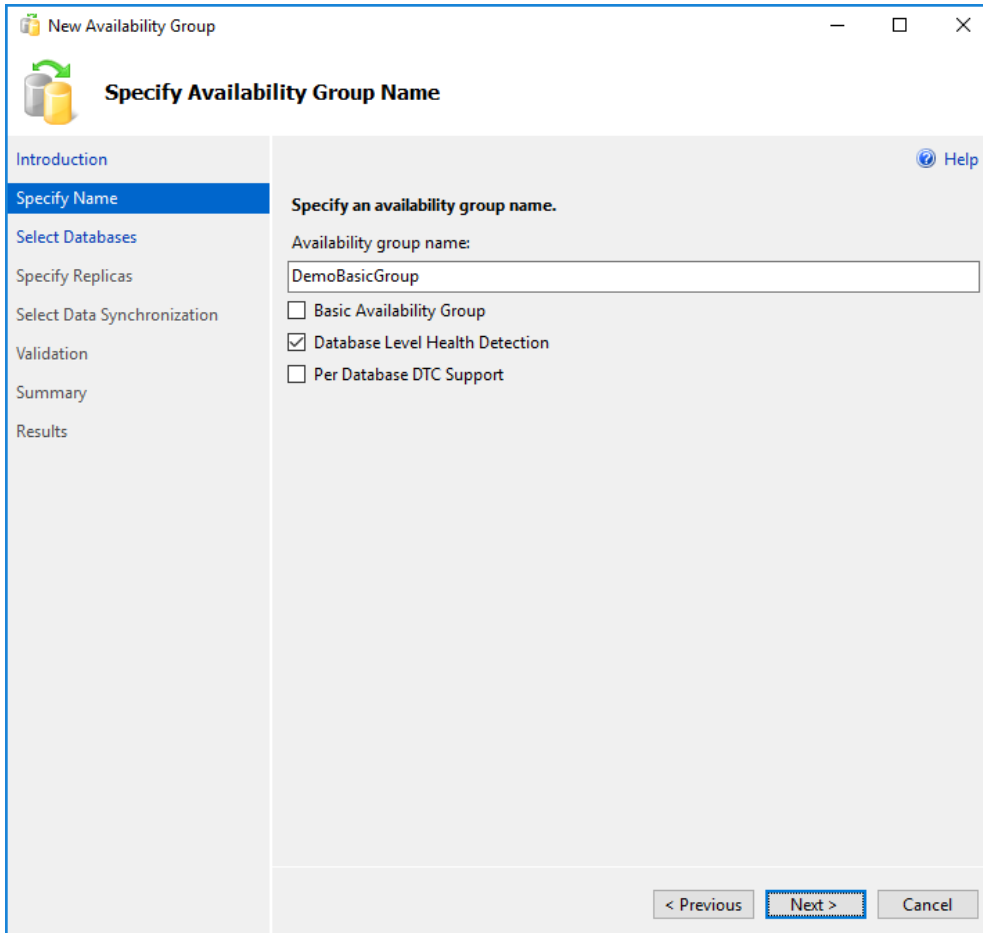 New Availability Group
Specify Availability Group Name
Introduction
Specify Name
Select Databases
Specify Replicas
Select Data Synchronization
Validation
Summary
Results
Help
Specify an availability group name.
Availability group name:
DemoBasicGroup
Basic Availability Group
Database Level Health Detection
Per Database DTC Support
< Previous
Next >
Cancel